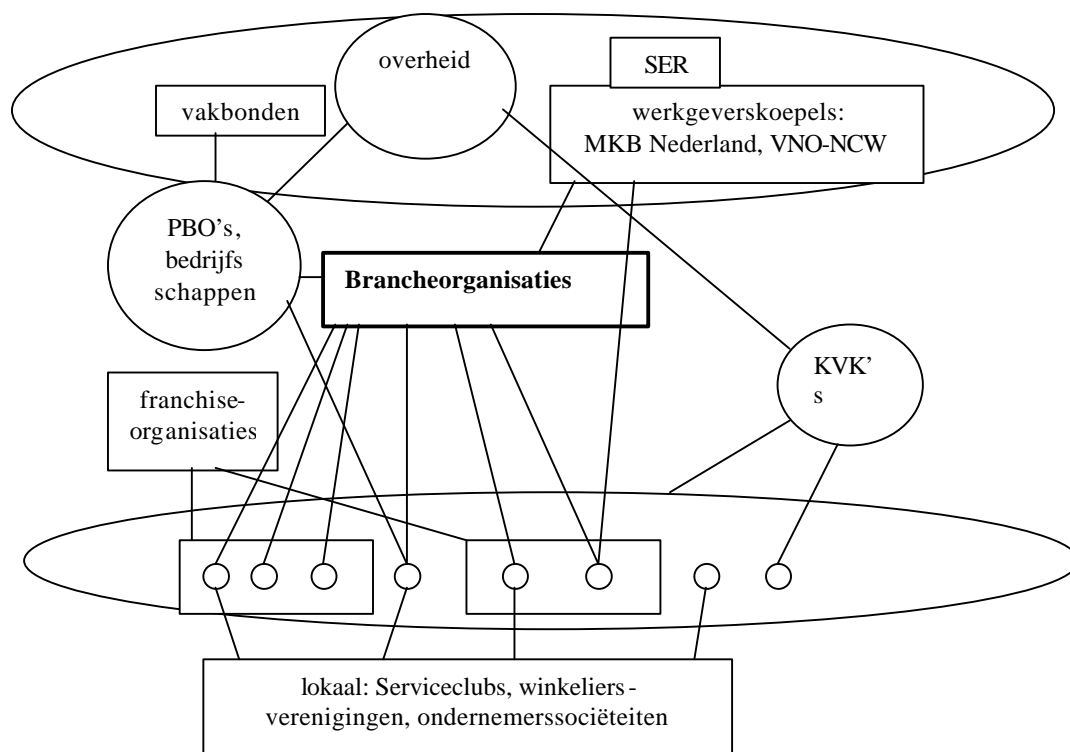 overheid
SER
vakbonden
werkgeverskoepels:
MKB Nederland, VNO-NCW
PBO's,
bedrijfs
schappen
Brancheorganisaties
KVK'
s
franchise-
organisaties
lokaal: Serviceclubs, winkeliers-
verenigingen, ondernemerssociëteiten